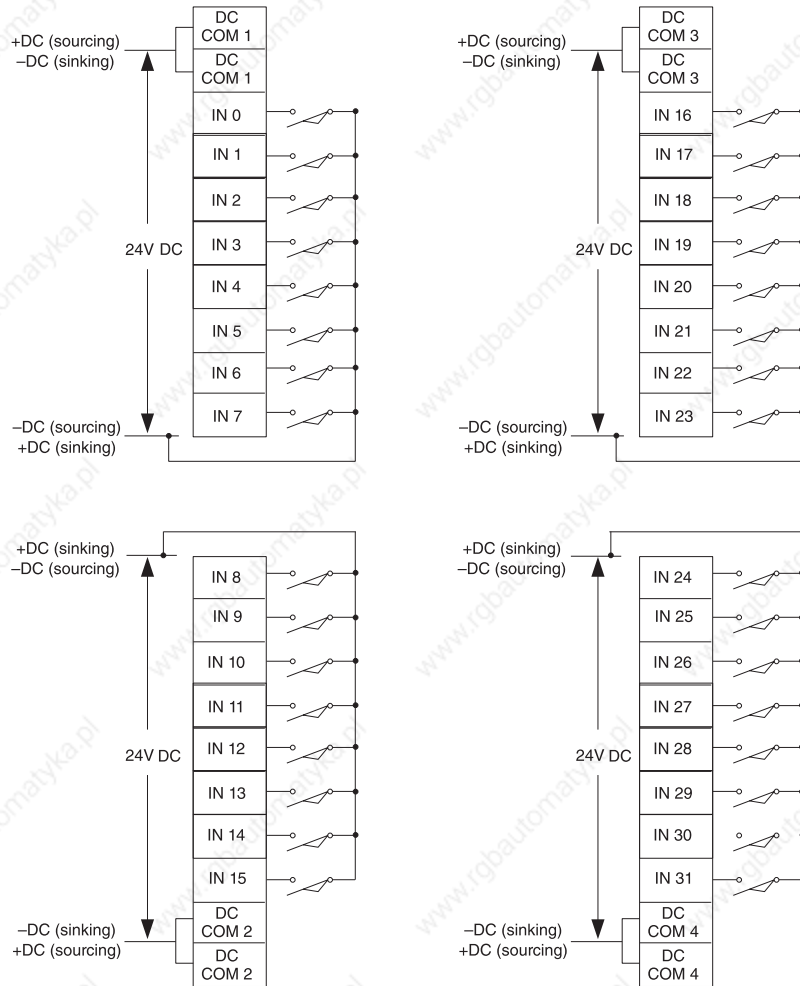 +DC (sourcing)
–DC (sinking)
DC
COM 1
DC
COM 1
IN 0
IN 1
IN 2
IN 3
24V DC
IN 4
IN 5
IN 6
IN 7
–DC (sourcing)
+DC (sinking)
+DC (sourcing)
–DC (sinking)
DC
COM 3
DC
COM 3
IN 16
IN 17
IN 18
IN 19
24V DC
IN 20
IN 21
IN 22
IN 23
–DC (sourcing)
+DC (sinking)
+DC (sinking)
–DC (sourcing)
IN 8
IN 9
IN 10
IN 11
24V DC
IN 12
IN 13
IN 14
IN 15
–DC (sinking)
+DC (sourcing)
DC
COM 2
DC
COM 2
+DC (sinking)
–DC (sourcing)
IN 24
IN 25
IN 26
IN 27
24V DC
IN 28
IN 29
IN 30
IN 31
–DC (sinking)
+DC (sourcing)
DC
COM 4
DC
COM 4
www.rgbautomatyka.pl